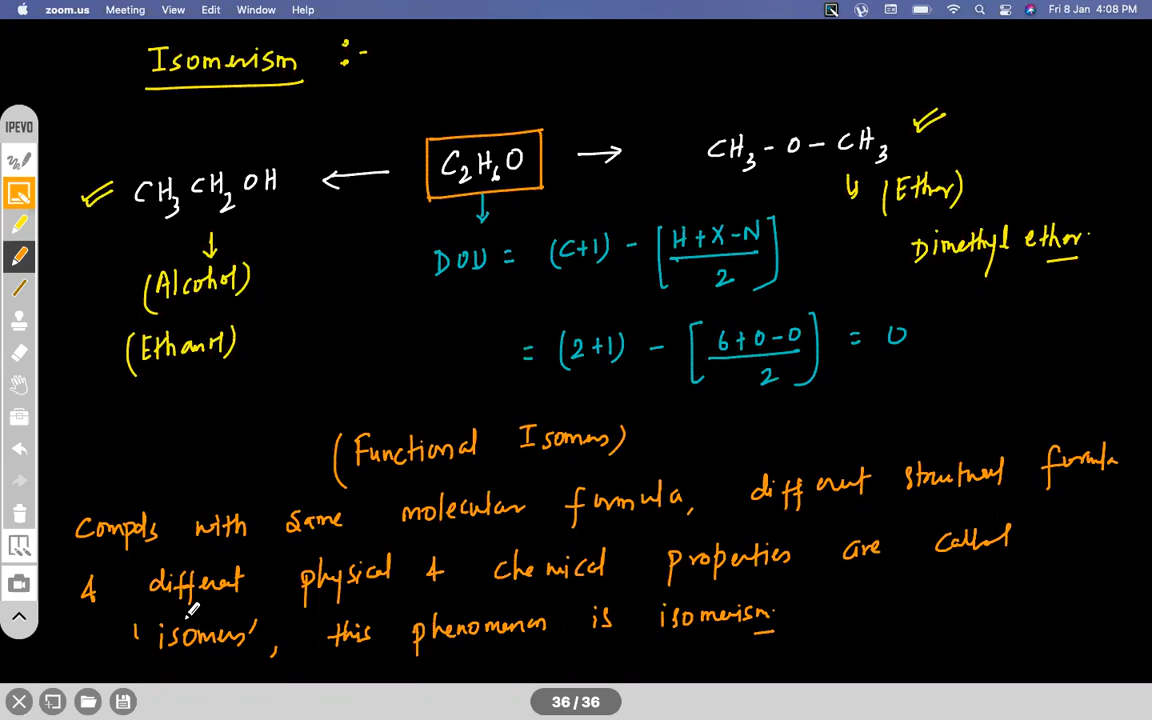 zoom.us Meeting View Edit Window Help Fri 8 Jan 4:08 PM
Isomerism :-
IPEVO
CH3CH2OH ← C2H6O → CH3-O-CH3
(Alcohol)
(Ethanol)
(Ether)
Dimethyl ether.
DOU = (C+1) - [H+X-N/2]
= (2+1) - [6+0-0/2] = 0
(Functional Isomers)
Compds with same molecular formula, different structural formula
& different physical & chemical properties are called
'isomers', this phenomenon is isomerism.
36/36